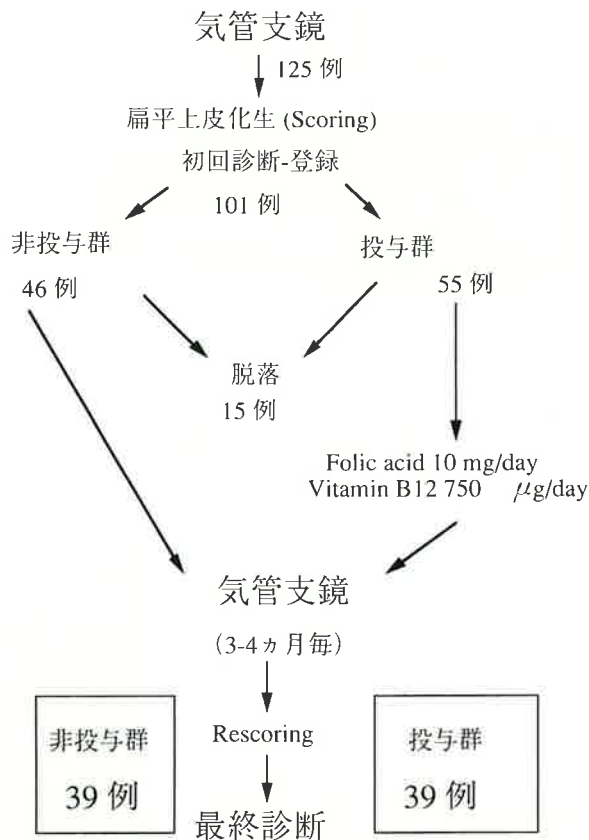 気管支鏡
125 例
扁平上皮化生 (Scoring)
初回診断-登録
101 例
非投与群
46 例
投与群
55 例
脱落
15 例
Folic acid 10 mg/day
Vitamin B12 750 μg/day
気管支鏡
(3-4ヵ月毎)
Rescoring
非投与群
39 例
投与群
39 例
最終診断